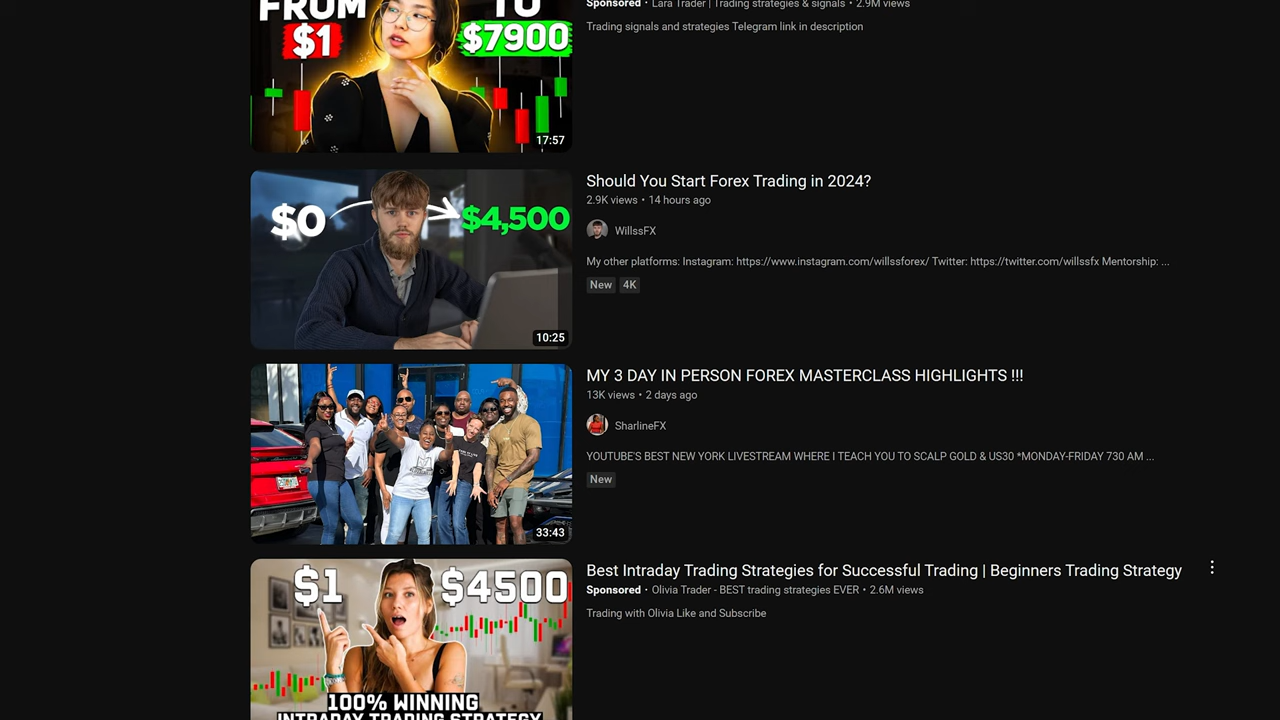 FROM
TO
$1
$7900
17:57
Sponsored • Lara Trader | Trading strategies & signals • 2.9M views
Trading signals and strategies Telegram link in description
$0
$4,500
10:25
Should You Start Forex Trading in 2024?
2.9K views • 14 hours ago
WillssFX
My other platforms: Instagram: https://www.instagram.com/willssforex/ Twitter: https://twitter.com/willssfx Mentorship: ...
New
4K
33:43
MY 3 DAY IN PERSON FOREX MASTERCLASS HIGHLIGHTS !!!
13K views • 2 days ago
SharlineFX
YOUTUBE'S BEST NEW YORK LIVESTREAM WHERE I TEACH YOU TO SCALP GOLD & US30 *MONDAY-FRIDAY 730 AM ...
New
$1
$4500
100% WINNING
INTRADAY TRADING STRATEGY
Best Intraday Trading Strategies for Successful Trading | Beginners Trading Strategy
Sponsored • Olivia Trader - BEST trading strategies EVER • 2.6M views
Trading with Olivia Like and Subscribe